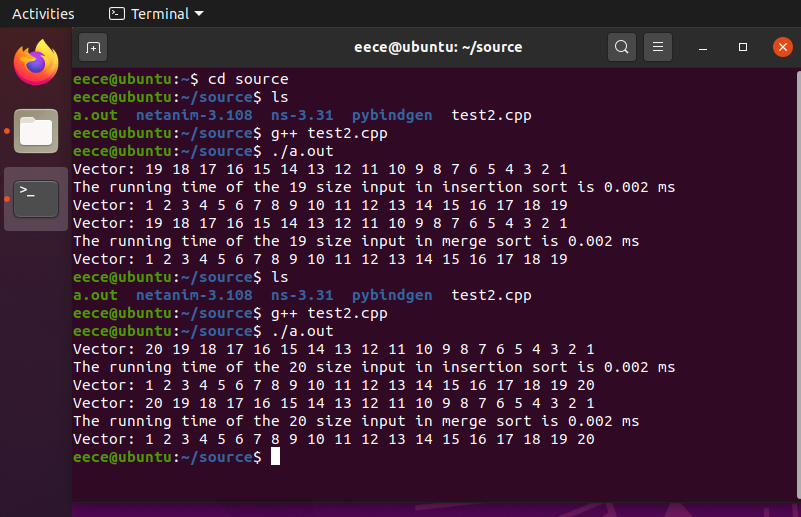 Activities Terminal
eece@ubuntu: ~/source
eece@ubuntu:~$ cd source
eece@ubuntu:~/source$ ls
a.out  netanim-3.108  ns-3.31  pybindgen  test2.cpp
eece@ubuntu:~/source$ g++ test2.cpp
eece@ubuntu:~/source$ ./a.out
Vector: 19 18 17 16 15 14 13 12 11 10 9 8 7 6 5 4 3 2 1
The running time of the 19 size input in insertion sort is 0.002 ms
Vector: 1 2 3 4 5 6 7 8 9 10 11 12 13 14 15 16 17 18 19
Vector: 19 18 17 16 15 14 13 12 11 10 9 8 7 6 5 4 3 2 1
The running time of the 19 size input in merge sort is 0.002 ms
Vector: 1 2 3 4 5 6 7 8 9 10 11 12 13 14 15 16 17 18 19
eece@ubuntu:~/source$ ls
a.out  netanim-3.108  ns-3.31  pybindgen  test2.cpp
eece@ubuntu:~/source$ g++ test2.cpp
eece@ubuntu:~/source$ ./a.out
Vector: 20 19 18 17 16 15 14 13 12 11 10 9 8 7 6 5 4 3 2 1
The running time of the 20 size input in insertion sort is 0.002 ms
Vector: 1 2 3 4 5 6 7 8 9 10 11 12 13 14 15 16 17 18 19 20
Vector: 20 19 18 17 16 15 14 13 12 11 10 9 8 7 6 5 4 3 2 1
The running time of the 20 size input in merge sort is 0.002 ms
Vector: 1 2 3 4 5 6 7 8 9 10 11 12 13 14 15 16 17 18 19 20
eece@ubuntu:~/source$